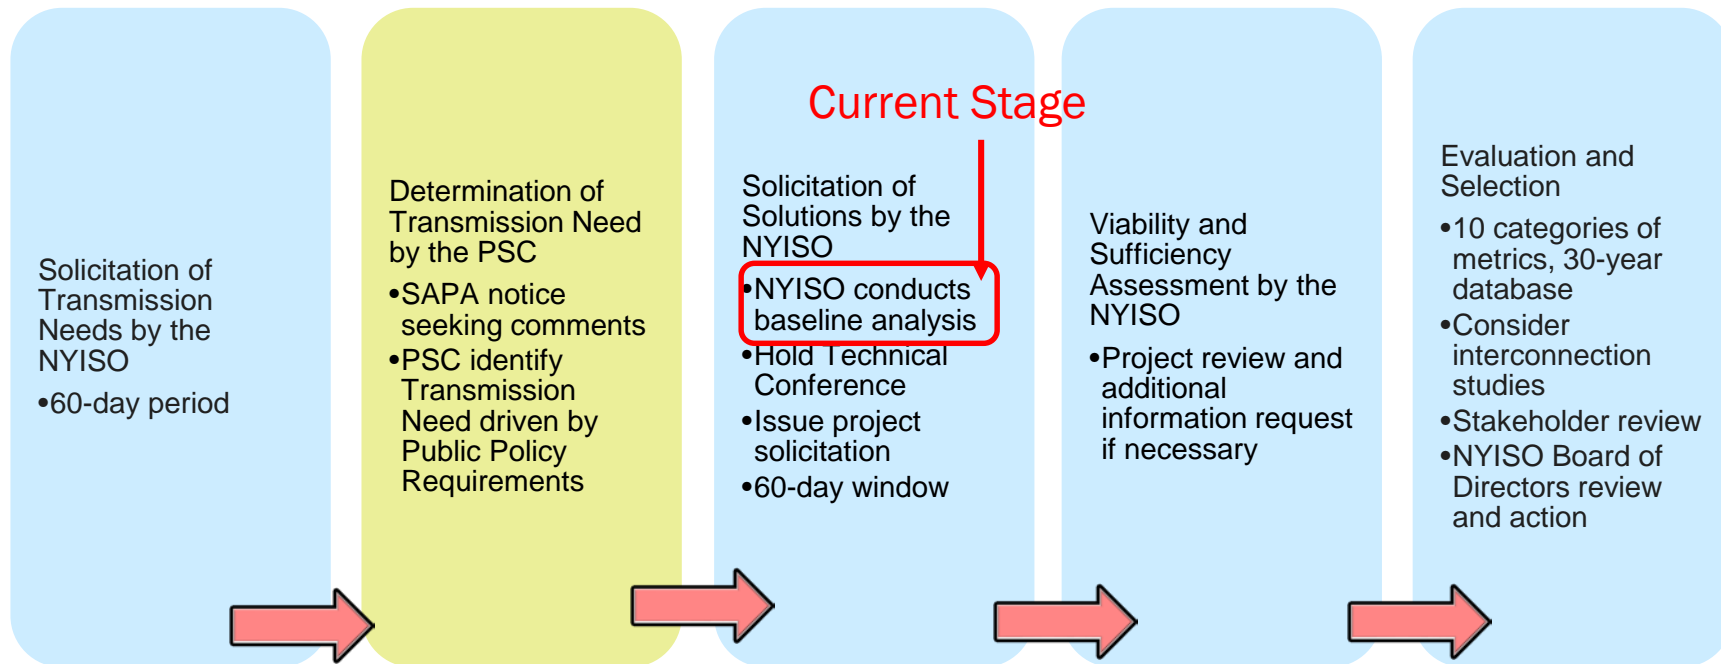 Solicitation of
Transmission
Needs by the
NYISO
•60-day period
Determination of
Transmission Need
by the PSC
•SAPA notice
seeking comments
•PSC identify
Transmission
Need driven by
Public Policy
Requirements
Current Stage
Solicitation of
Solutions by the
NYISO
•NYISO conducts
baseline analysis
•Hold Technical
Conference
•Issue project
solicitation
•60-day window
Viability and
Sufficiency
Assessment by the
NYISO
•Project review and
additional
information request
if necessary
Evaluation and
Selection
•10 categories of
metrics, 30-year
database
•Consider
interconnection
studies
•Stakeholder review
•NYISO Board of
Directors review
and action